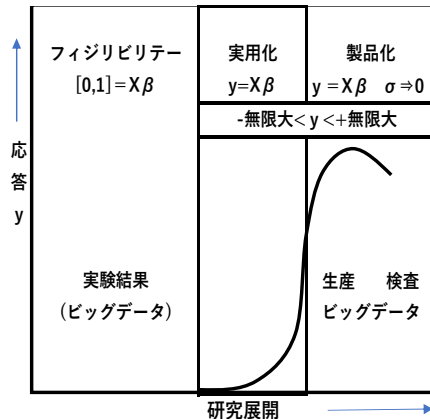 フィジリビリテー
[0,1]=Xβ
実用化
y=Xβ
製品化
y =Xβ σ⇒0
-無限大< y <+無限大
応
答
y
実験結果
(ビッグデータ)
生産 検査
ビッグデータ
研究展開